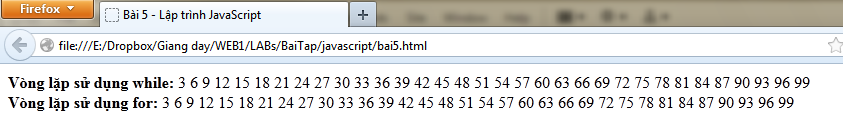 Firefox
Bài 5 - Lập trình JavaScript
file:///E:/Dropbox/Giang day/WEB1/LABs/BaiTap/javascript/bai5.html
Vòng lặp sử dụng while: 3 6 9 12 15 18 21 24 27 30 33 36 39 42 45 48 51 54 57 60 63 66 69 72 75 78 81 84 87 90 93 96 99
Vòng lặp sử dụng for: 3 6 9 12 15 18 21 24 27 30 33 36 39 42 45 48 51 54 57 60 63 66 69 72 75 78 81 84 87 90 93 96 99